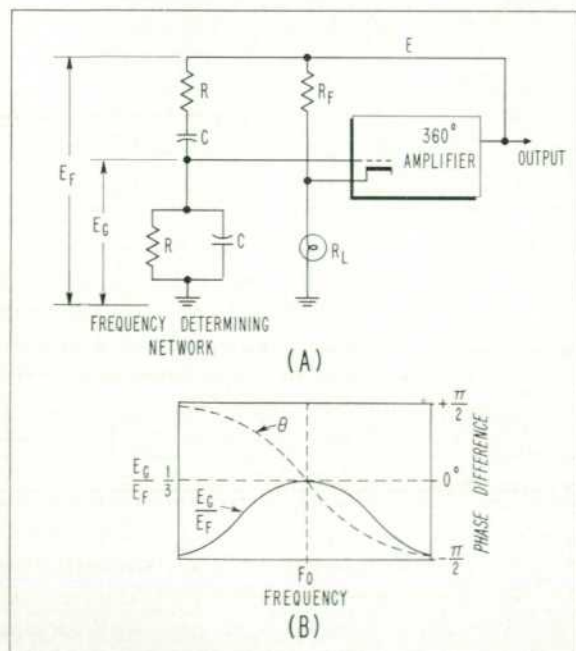 E
R
R_F
C
360°
AMPLIFIER
OUTPUT
E_F
E_G
R
C
R_L
FREQUENCY DETERMINING
NETWORK
(A)
+ π/2
θ
E_G/E_F 1/3
0°
E_G/E_F
PHASE DIFFERENCE
- π/2
F_O
FREQUENCY
(B)